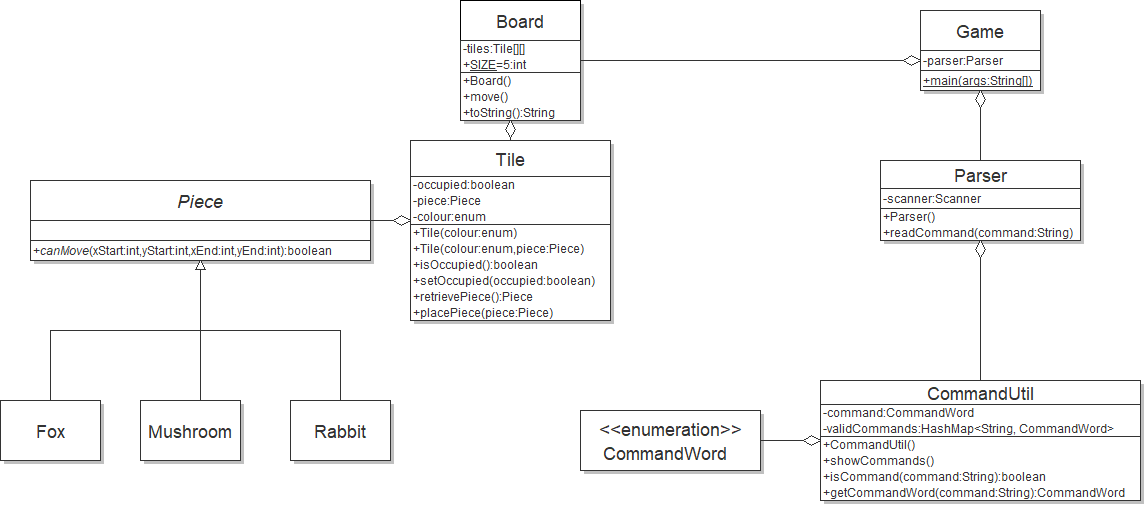 Board
-tiles:Tile[][]
+SIZE=5:int
+Board()
+move()
+toString():String
Game
-parser:Parser
+main(args:String[])
Tile
-occupied:boolean
-piece:Piece
-colour:enum
+Tile(colour:enum)
+Tile(colour:enum,piece:Piece)
+isOccupied():boolean
+setOccupied(occupied:boolean)
+retrievePiece():Piece
+placePiece(piece:Piece)
Piece
+canMove(xStart:int,yStart:int,xEnd:int,yEnd:int):boolean
Parser
-scanner:Scanner
+Parser()
+readCommand(command:String)
Fox
Mushroom
Rabbit
<<enumeration>>
CommandWord
CommandUtil
-command:CommandWord
-validCommands:HashMap<String, CommandWord>
+CommandUtil()
+showCommands()
+isCommand(command:String):boolean
+getCommandWord(command:String):CommandWord